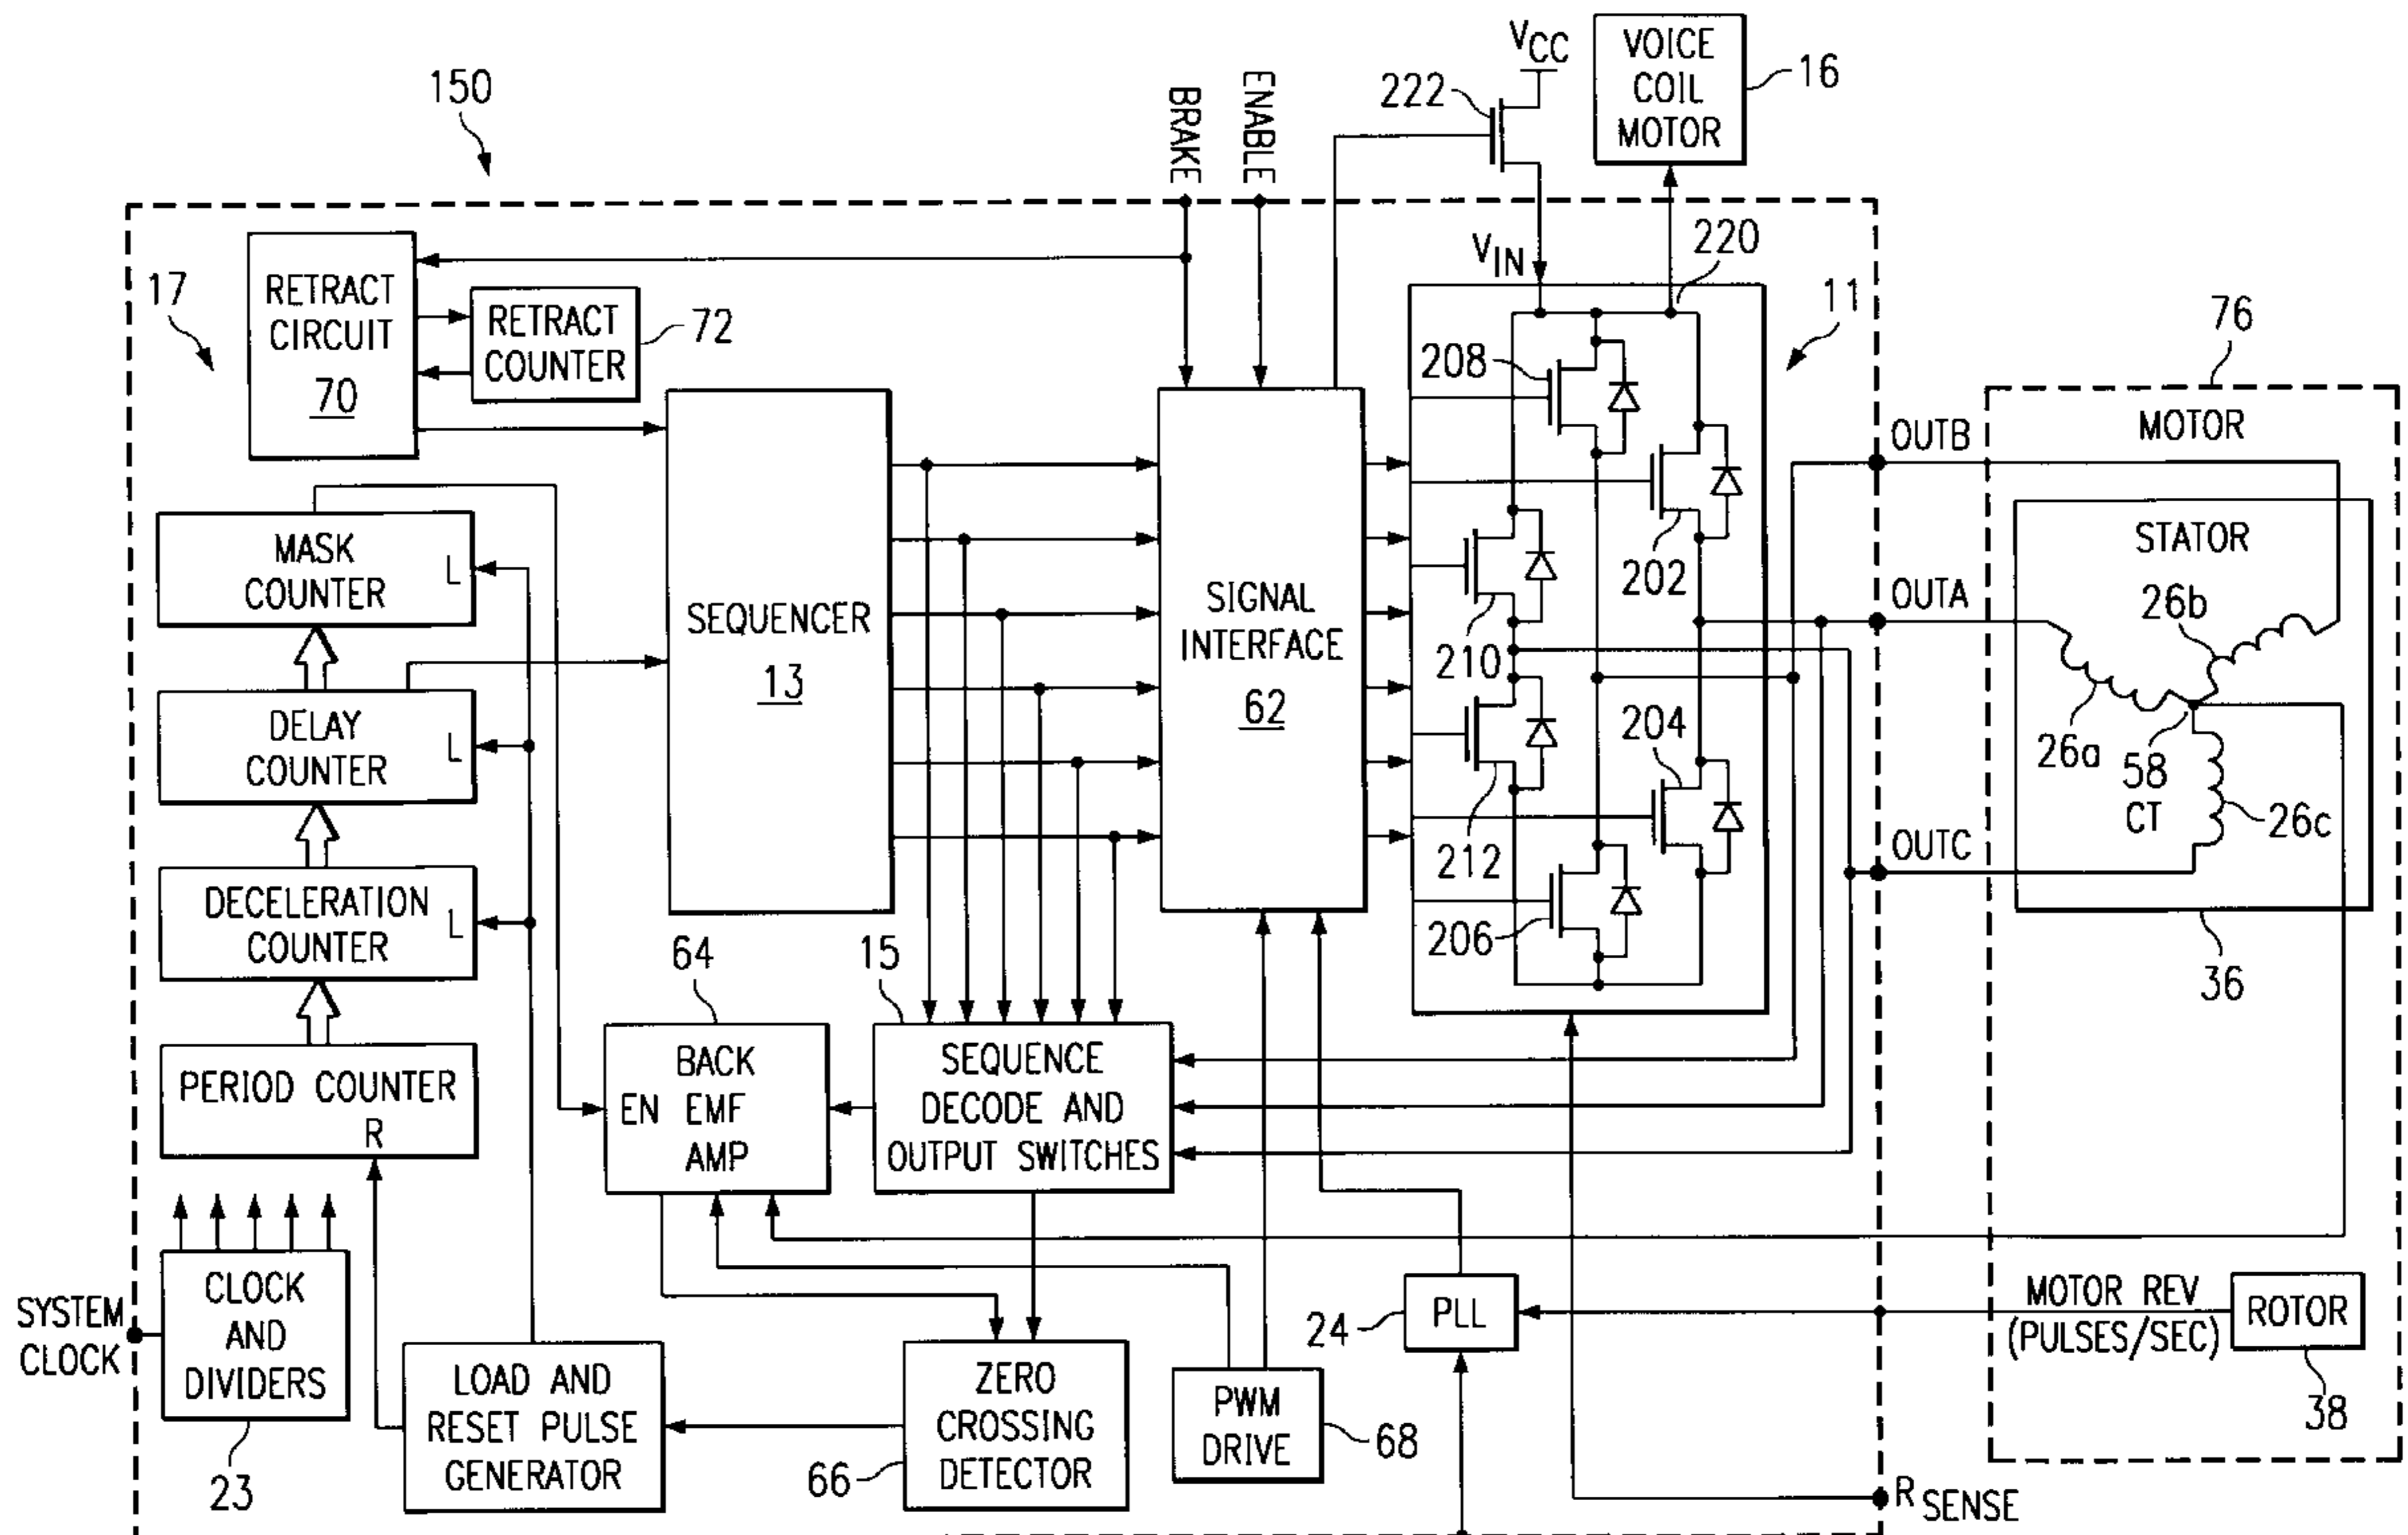 150
BRAKE
ENABLE
222
VCC
VOICE
COIL
MOTOR
16
17
RETRACT
CIRCUIT
70
RETRACT
COUNTER
72
VIN
220
11
76
208
202
210
212
204
206
OUTB
OUTA
OUTC
MOTOR
STATOR
26b
26a
58
CT
26c
36
MASK
COUNTER
L
DELAY
COUNTER
L
DECELERATION
COUNTER
L
PERIOD COUNTER
R
SEQUENCER
13
SIGNAL
INTERFACE
62
64
BACK
EN EMF
AMP
15
SEQUENCE
DECODE AND
OUTPUT SWITCHES
SYSTEM
CLOCK
CLOCK
AND
DIVIDERS
23
LOAD AND
RESET PULSE
GENERATOR
ZERO
CROSSING
DETECTOR
66
PWM
DRIVE
68
24
PLL
MOTOR REV
(PULSES/SEC)
ROTOR
38
RSENSE